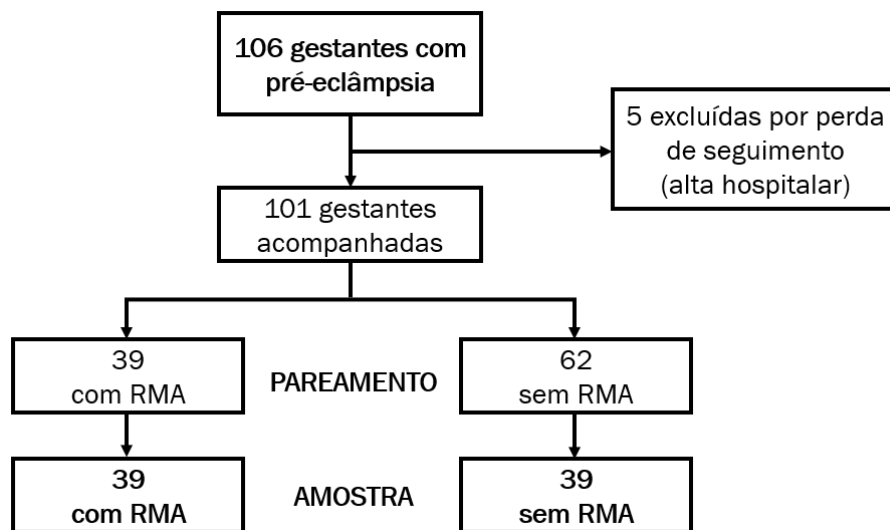 106 gestantes com
pré-eclâmpsia
5 excluídas por perda
de seguimento
(alta hospitalar)
101 gestantes
acompanhadas
39
com RMA
PAREAMENTO
62
sem RMA
39
com RMA
AMOSTRA
39
sem RMA